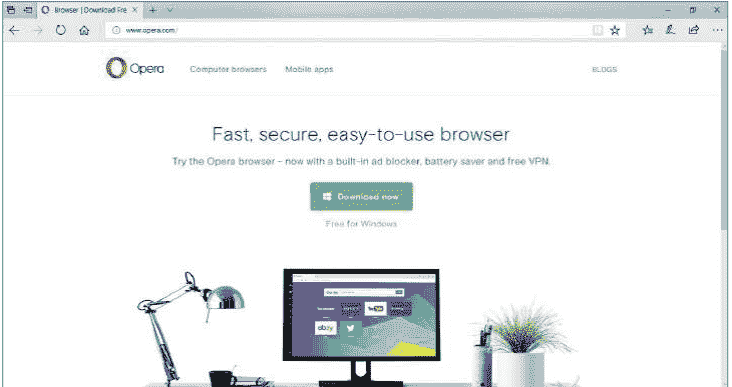 Browser | Download Fre
www.opera.com
Opera
Computer browsers
Mobile apps
BLOGS
Fast, secure, easy-to-use browser
Try the Opera browser - now with a built-in ad blocker, battery saver and free VPN.
Download now
Free for Windows
ebay